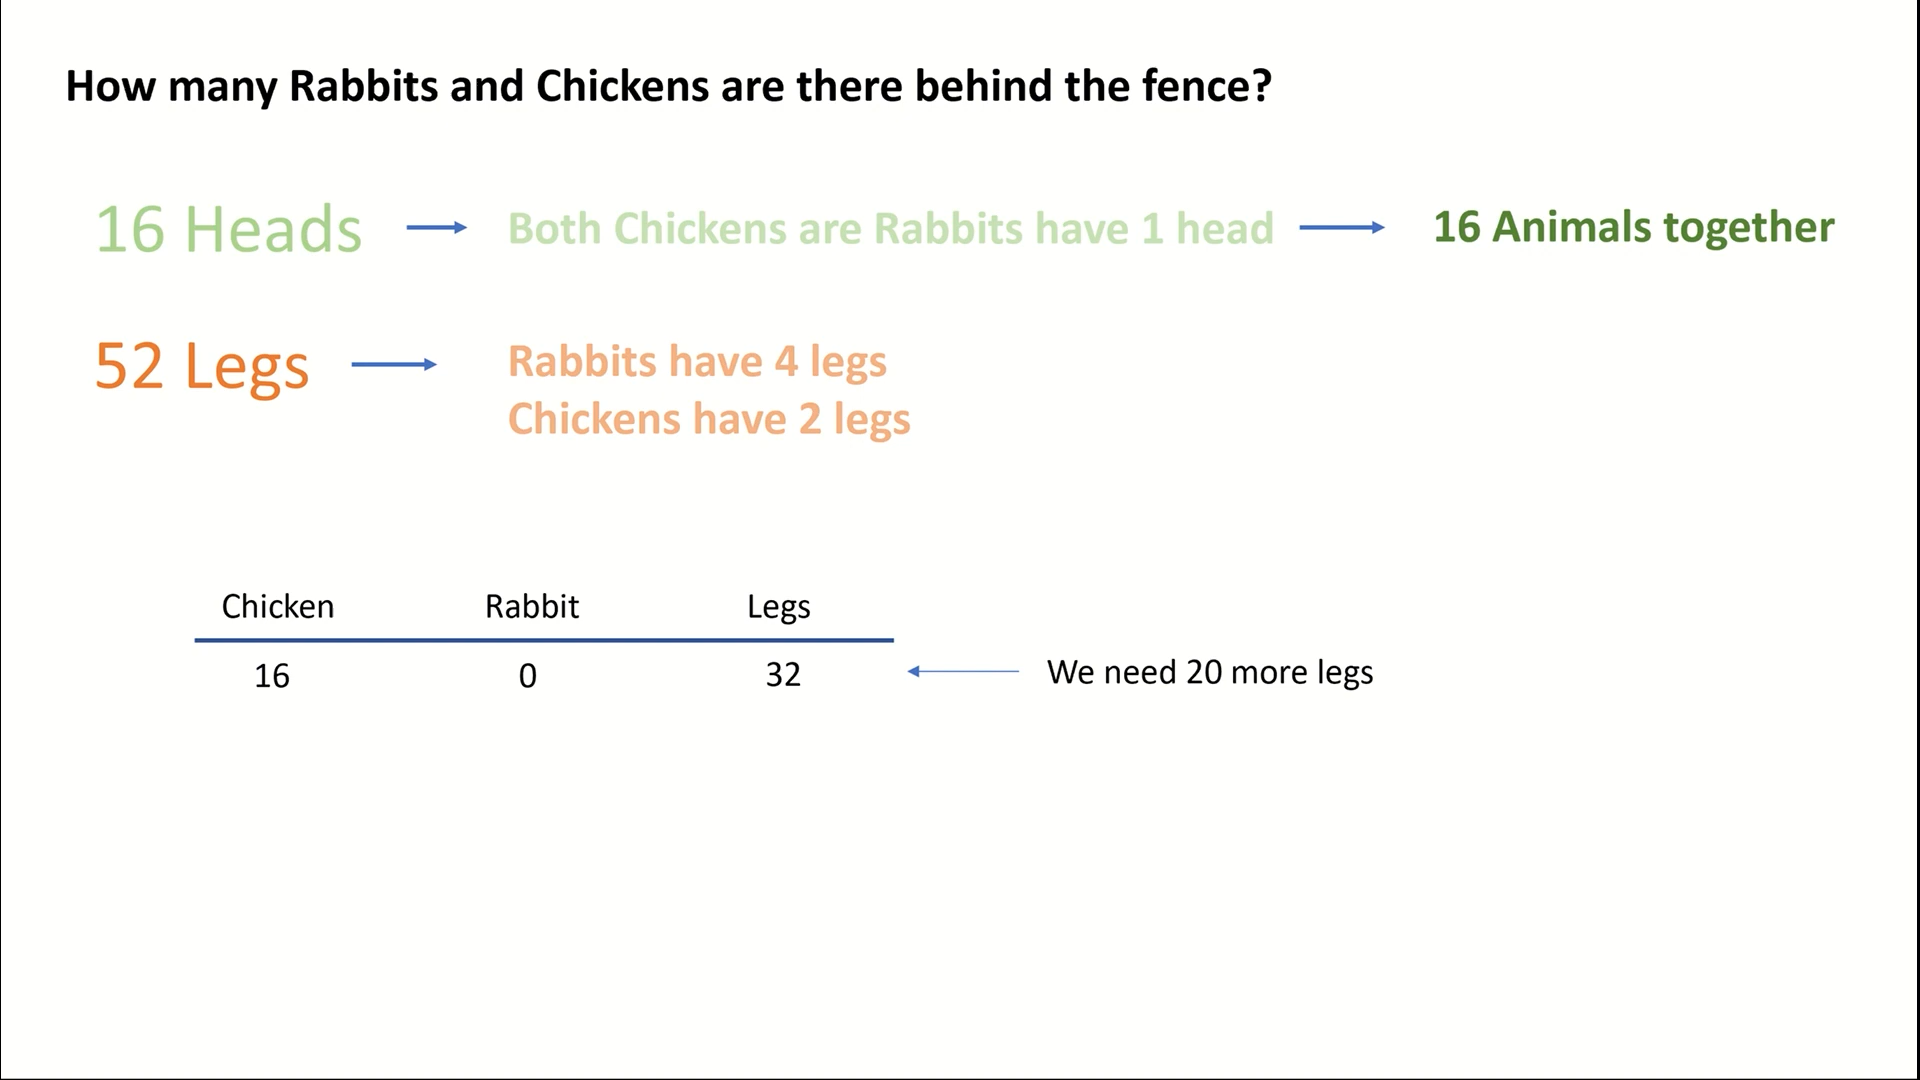 How many Rabbits and Chickens are there behind the fence?
16 Heads Both Chickens are Rabbits have 1 head 16 Animals together
52 Legs Rabbits have 4 legs
Chickens have 2 legs
Chicken Rabbit Legs
16 0 32 We need 20 more legs